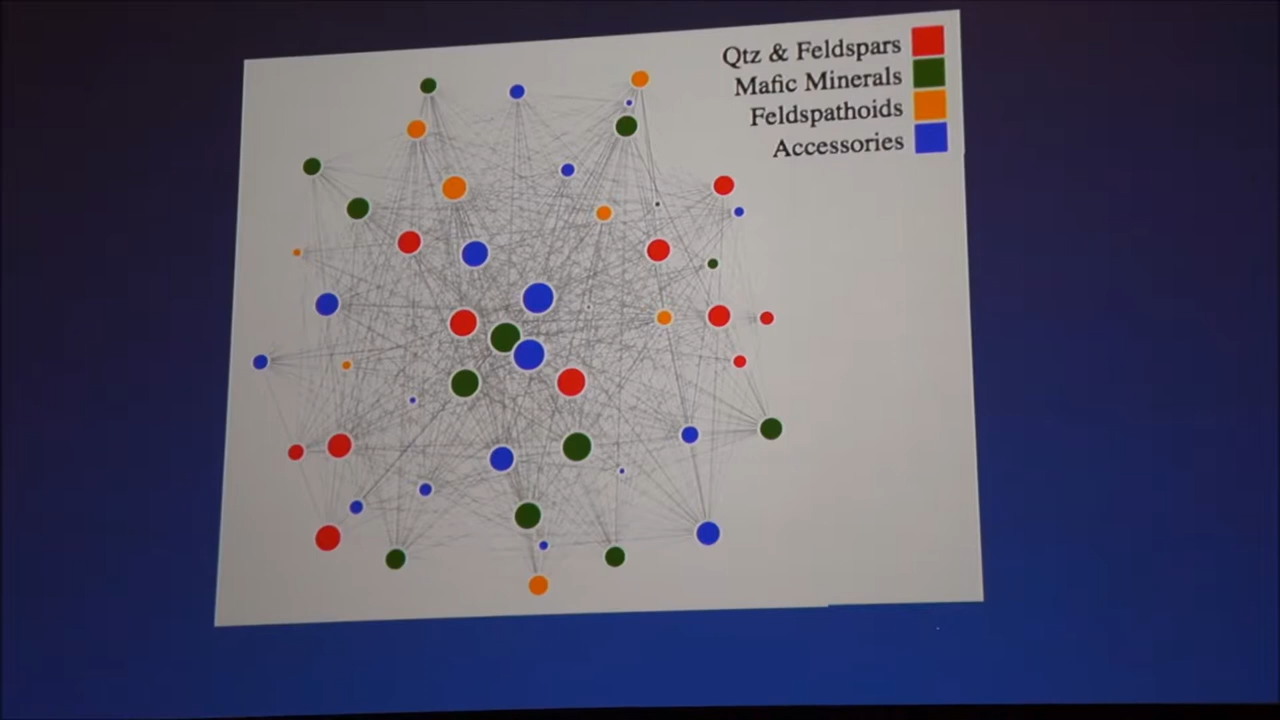 Qtz & Feldspars
Mafic Minerals
Feldspathoids
Accessories